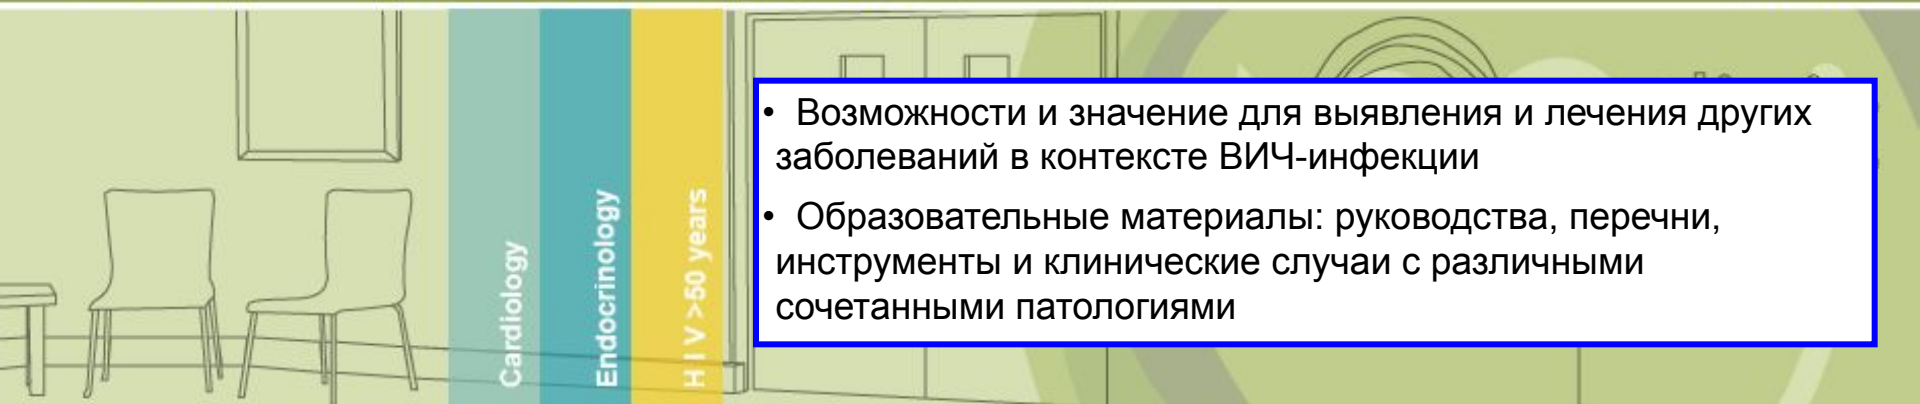 Cardiology
Endocrinology
H I V >50 years
• Возможности и значение для выявления и лечения других
заболеваний в контексте ВИЧ-инфекции
• Образовательные материалы: руководства, перечни,
инструменты и клинические случаи с различными
сочетанными патологиями